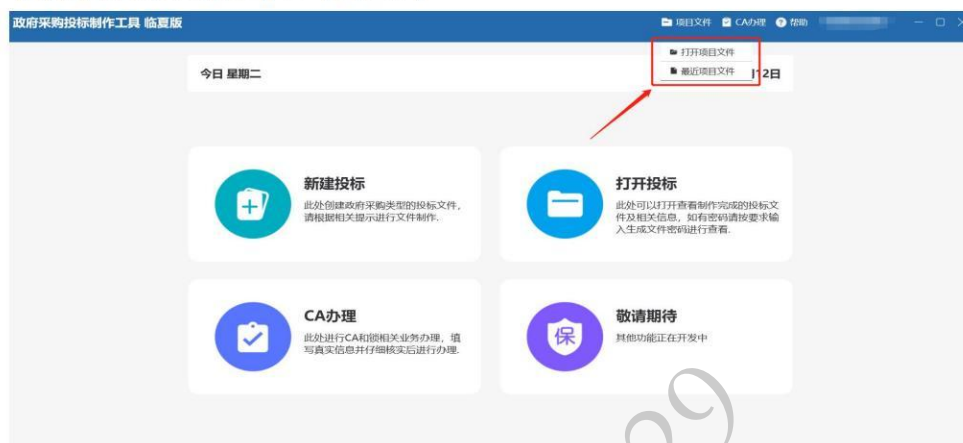 政府采购投标制作工具 临夏版
项目文件 CA办理 帮助
打开项目文件
最近项目文件
今日 星期二
12日
新建投标
此处创建政府采购类型的投标文件,
请根据相关提示进行文件制作.
打开投标
此处可以打开查看制作完成的投标文
件及相关信息, 如有密码请按要求输
入生成文件密码进行查看.
CA办理
此处进行CA和锁相关业务办理, 填
写真实信息并仔细核实后进行办理.
保
敬请期待
其他功能正在开发中